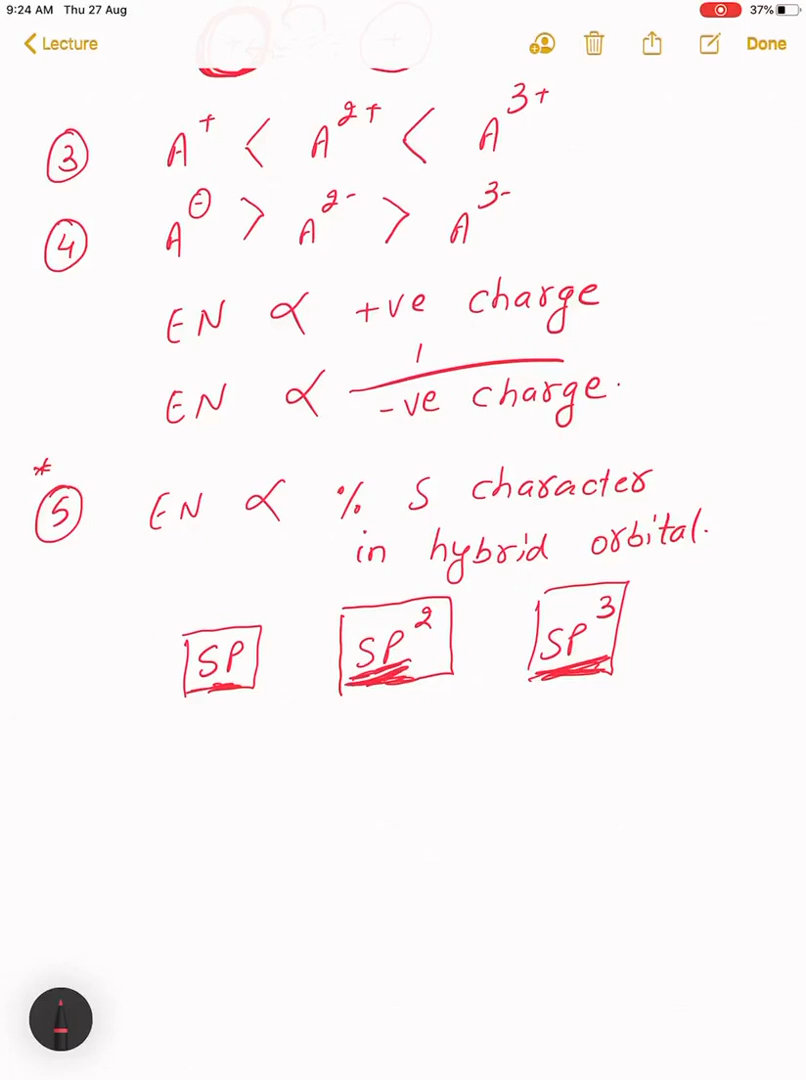 9:24 AM Thu 27 Aug 37%
Lecture Done
③ A⁺ < A²⁺ < A³⁺
④ A⊖ > A²⁻ > A³⁻
EN ∝ +ve charge
EN ∝ 1/-ve charge.
*
⑤ EN ∝ % S character
in hybrid orbital.
SP SP² SP³